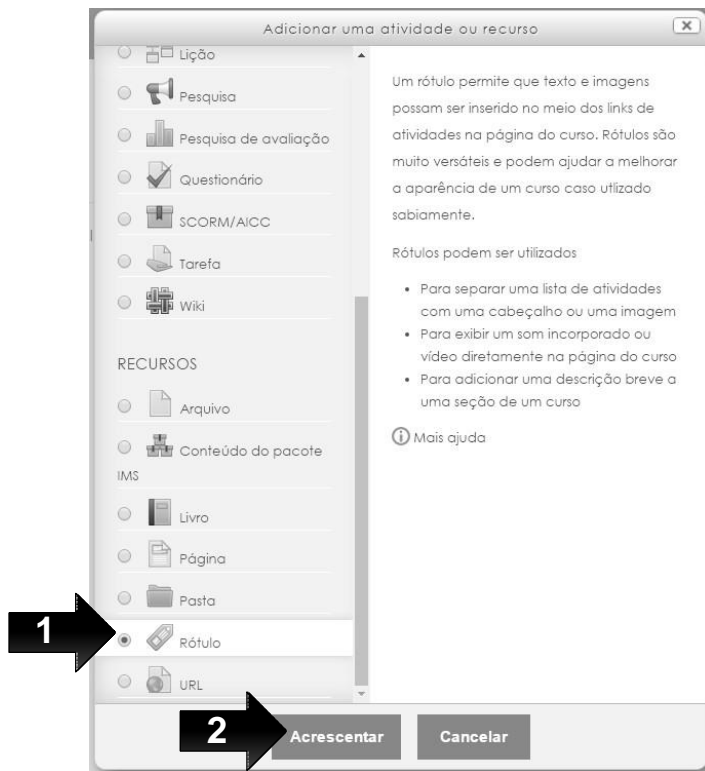 Adicionar uma atividade ou recurso
Lição
Pesquisa
Pesquisa de avaliação
Questionário
SCORM/AICC
Tarefa
Wiki
RECURSOS
Arquivo
Conteúdo do pacote
IMS
Livro
Página
Pasta
1
Rótulo
URL
Um rótulo permite que texto e imagens
possam ser inserido no meio dos links de
atividades na página do curso. Rótulos são
muito versáteis e podem ajudar a melhorar
a aparência de um curso caso utlizado
sabiamente.
Rótulos podem ser utilizados
• Para separar uma lista de atividades
com uma cabeçalho ou uma imagem
• Para exibir um som incorporado ou
vídeo diretamente na página do curso
• Para adicionar uma descrição breve a
uma seção de um curso
Mais ajuda
2
Acrescentar
Cancelar